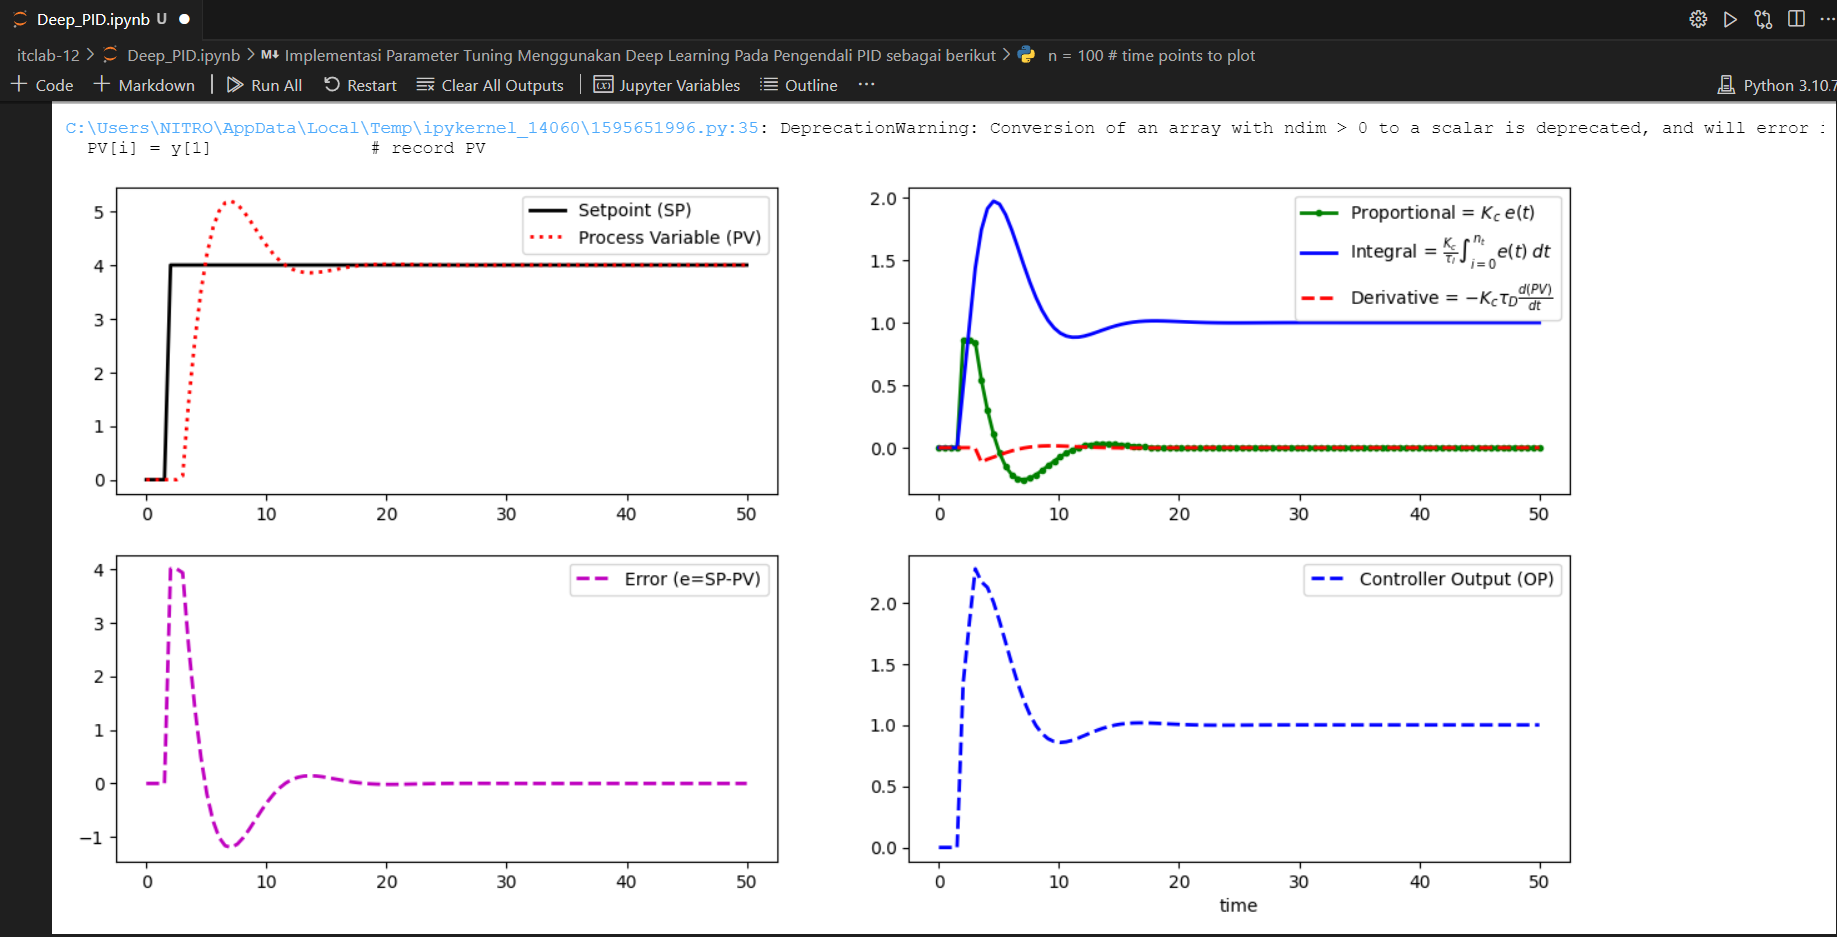 Deep_PID.ipynb U
itclab-12 > Deep_PID.ipynb > M↓ Implementasi Parameter Tuning Menggunakan Deep Learning Pada Pengendali PID sebagai berikut > n = 100 # time points to plot
+ Code + Markdown | Run All Restart Clear All Outputs | Jupyter Variables Outline ··· Python 3.10.7
C:\Users\NITRO\AppData\Local\Temp\ipykernel_14060\1595651996.py:35: DeprecationWarning: Conversion of an array with ndim > 0 to a scalar is deprecated, and will error
PV[i] = y[1] # record PV
Setpoint (SP)
Process Variable (PV)
5
4
3
2
1
0
0 10 20 30 40 50
Proportional = K_c e(t)
Integral = \frac{K_c}{τ_I} ∫_{i=0}^{n_t} e(t) dt
Derivative = −K_c τ_D \frac{d(PV)}{dt}
2.0
1.5
1.0
0.5
0.0
0 10 20 30 40 50
Error (e=SP-PV)
4
3
2
1
0
−1
0 10 20 30 40 50
Controller Output (OP)
2.0
1.5
1.0
0.5
0.0
0 10 20 30 40 50
time